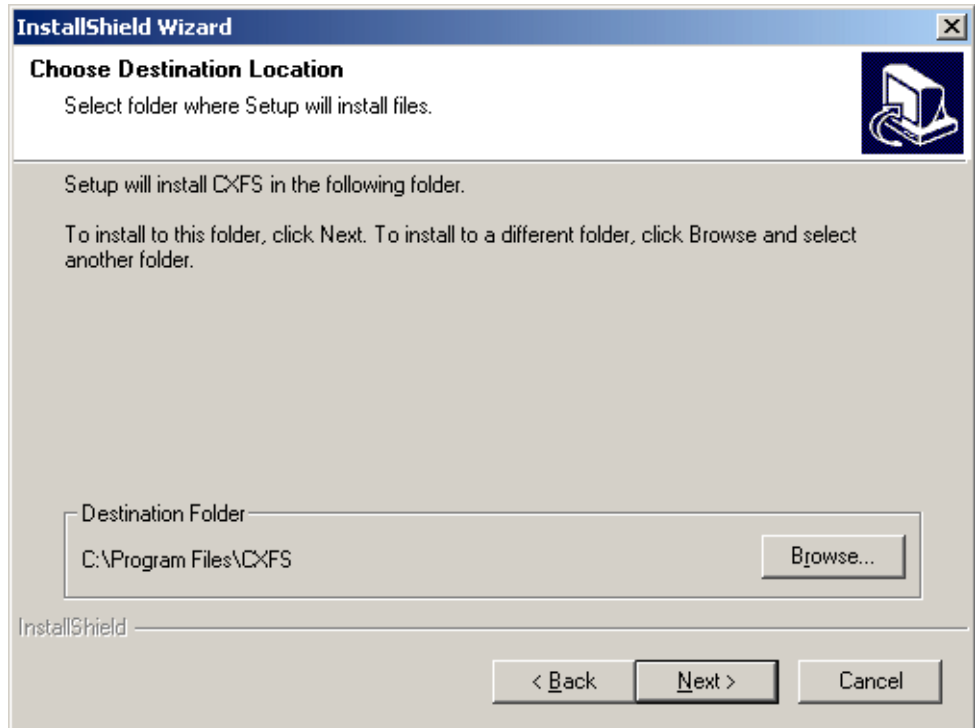 InstallShield Wizard
Choose Destination Location
Select folder where Setup will install files.
Setup will install CXFS in the following folder.
To install to this folder, click Next. To install to a different folder, click Browse and select
another folder.
Destination Folder
C:\Program Files\CXFS
Browse...
InstallShield
< Back
Next >
Cancel